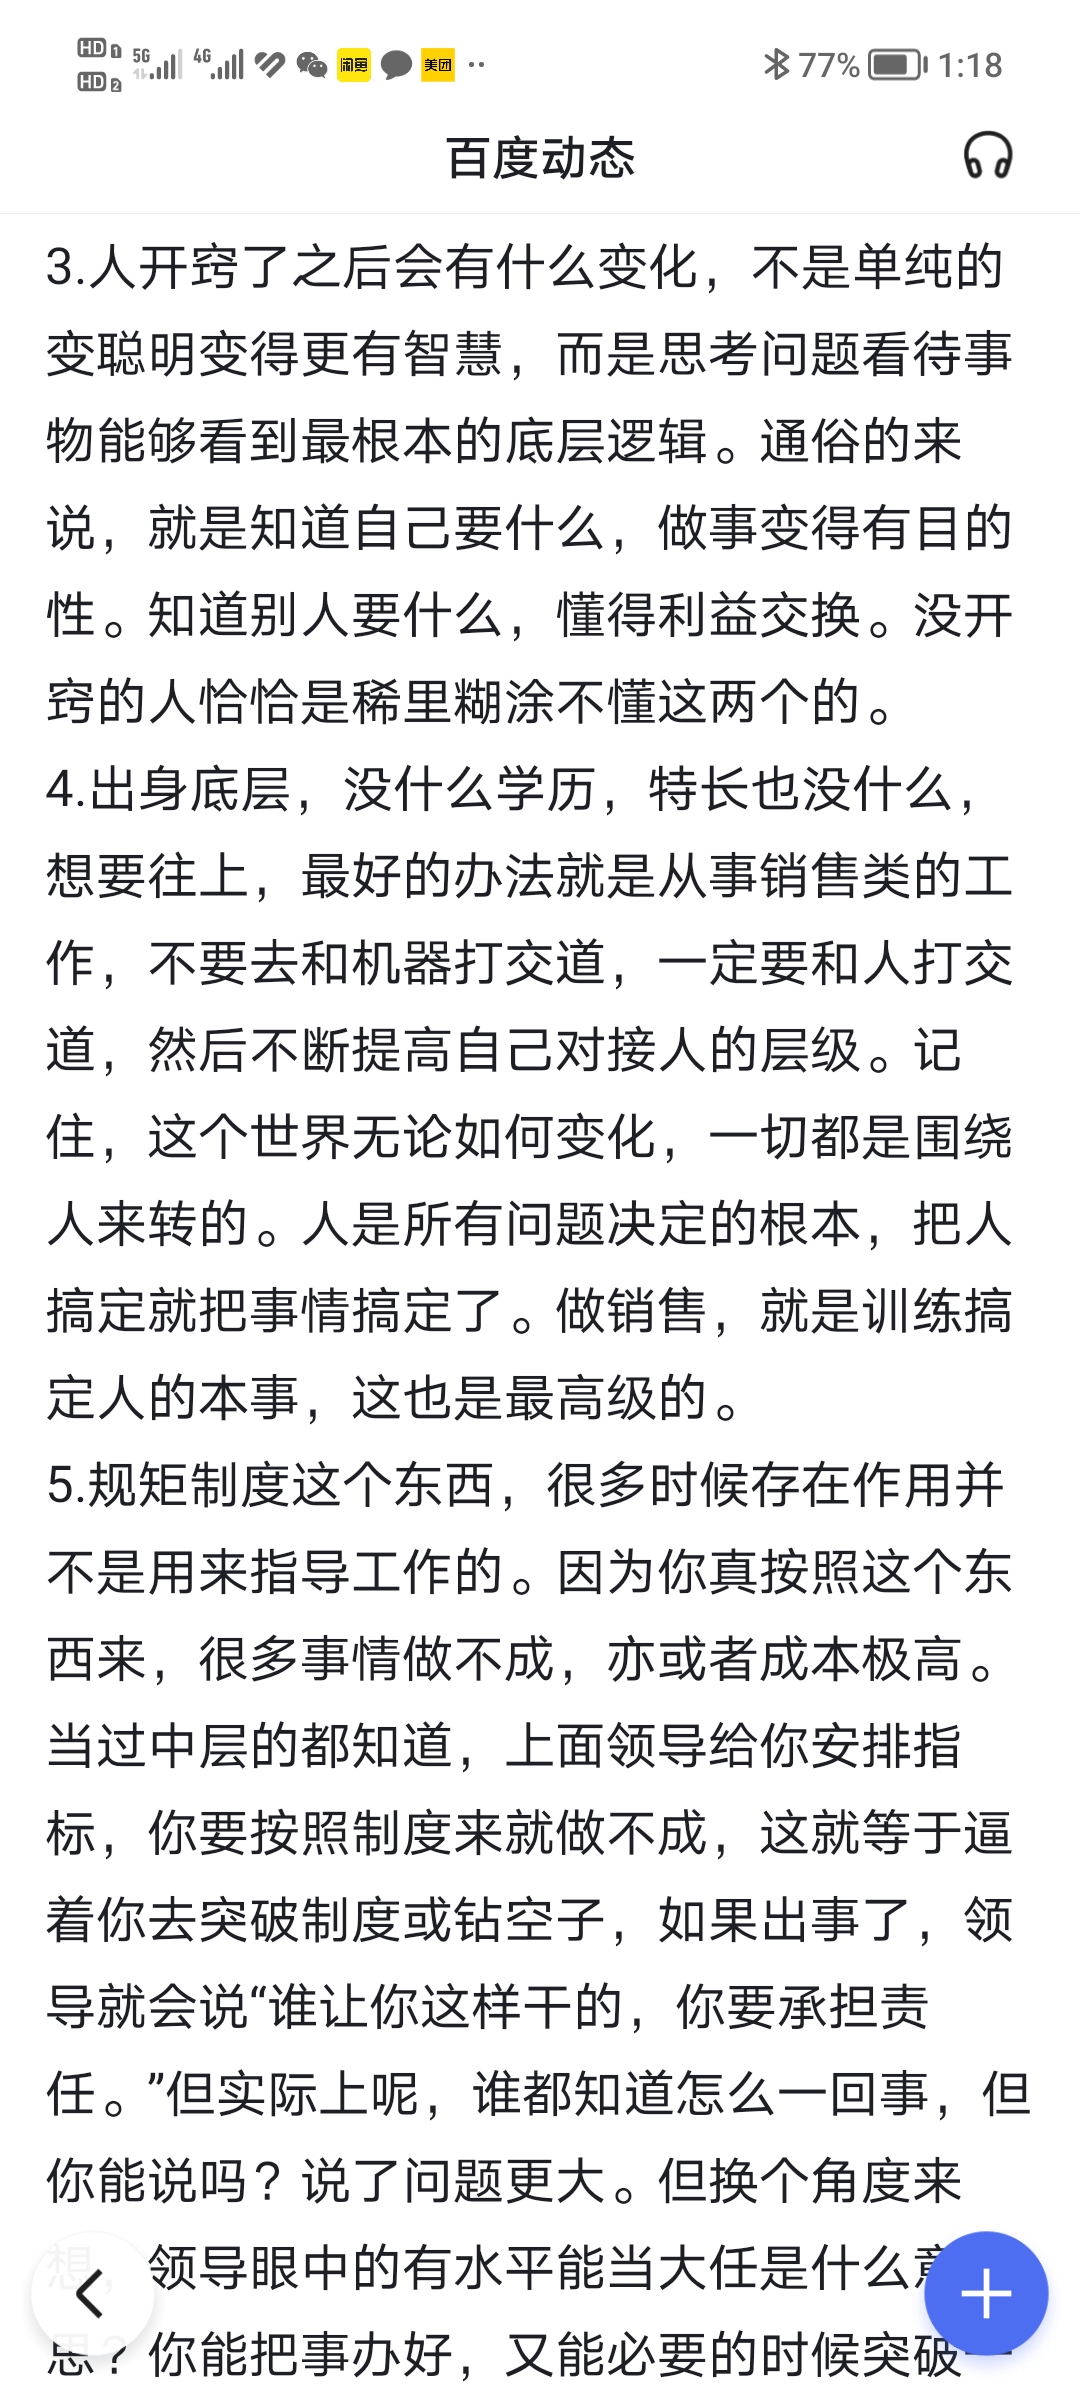 HD 1 5G 4G 闲鱼 美团 77% 1:18
HD 2
百度动态
3.人开窍了之后会有什么变化，不是单纯的
变聪明变得更有智慧，而是思考问题看待事
物能够看到最根本的底层逻辑。通俗的来
说，就是知道自己要什么，做事变得有目的
性。知道别人要什么，懂得利益交换。没开
窍的人恰恰是稀里糊涂不懂这两个的。
4.出身底层，没什么学历，特长也没什么，
想要往上，最好的办法就是从事销售类的工
作，不要去和机器打交道，一定要和人打交
道，然后不断提高自己对接人的层级。记
住，这个世界无论如何变化，一切都是围绕
人来转的。人是所有问题决定的根本，把人
搞定就把事情搞定了。做销售，就是训练搞
定人的本事，这也是最高级的。
5.规矩制度这个东西，很多时候存在作用并
不是用来指导工作的。因为你真按照这个东
西来，很多事情做不成，亦或者成本极高。
当过中层的都知道，上面领导给你安排指
标，你要按照制度来就做不成，这就等于逼
着你去突破制度或钻空子，如果出事了，领
导就会说“谁让你这样干的，你要承担责
任。”但实际上呢，谁都知道怎么一回事，但
你能说吗？说了问题更大。但换个角度来
想，领导眼中的有水平能当大任是什么意
思？你能把事办好，又能必要的时候突破一